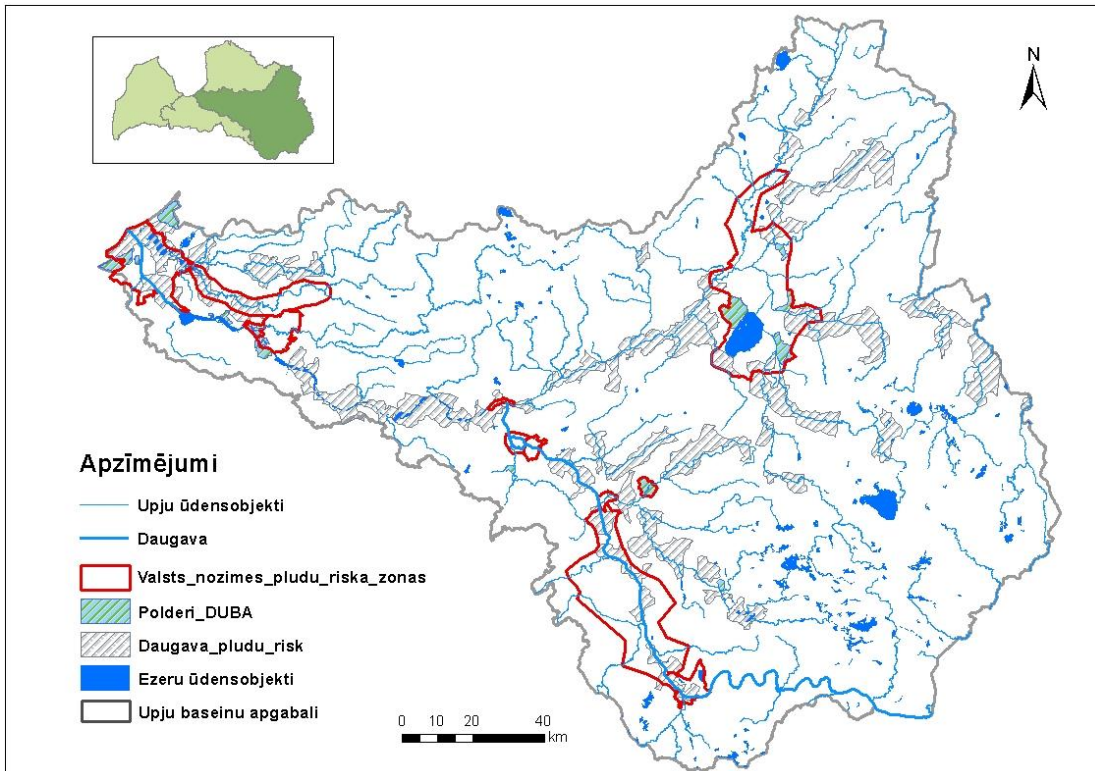 N
Apzīmējumi
Upju ūdensobjekti
Daugava
Valsts_nozimes_pludu_riska_zonas
Polderi_DUBA
Daugava_pludu_risk
Ezeru ūdensobjekti
Upju baseinu apgabali
0 10 20 40
km